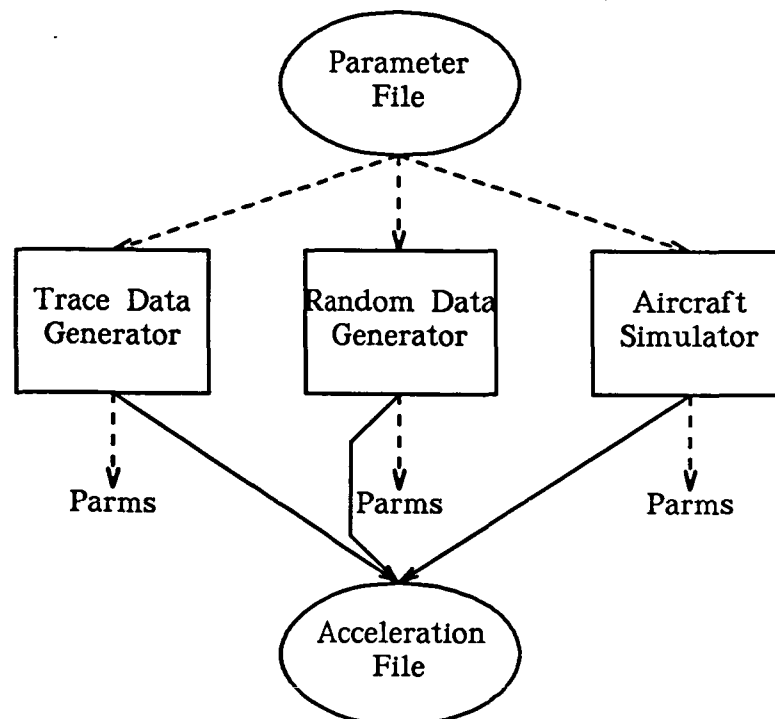 Parameter
File
Trace Data
Generator
Random Data
Generator
Aircraft
Simulator
Parms
Parms
Parms
Acceleration
File